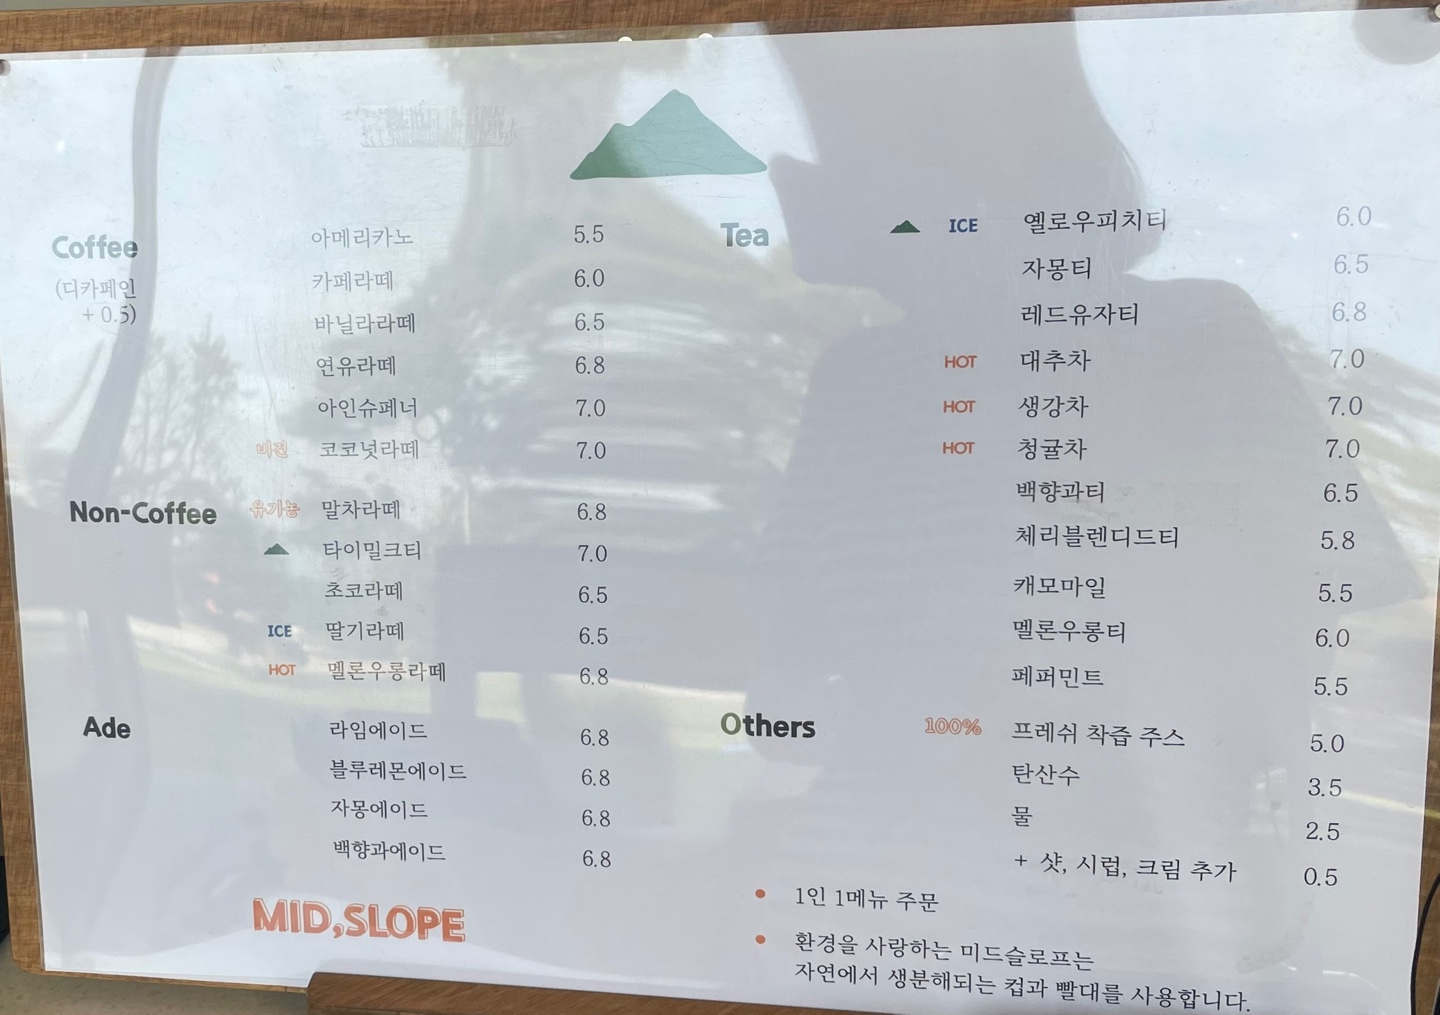 Coffee
(디카페인
+ 0.5)
아메리카노 5.5
카페라떼 6.0
바닐라라떼 6.5
연유라떼 6.8
아인슈페너 7.0
비건 코코넛라떼 7.0
Non-Coffee
유기농 말차라떼 6.8
타이밀크티 7.0
초코라떼 6.5
ICE 딸기라떼 6.5
HOT 멜론우롱라떼 6.8
Ade
라임에이드 6.8
블루레몬에이드 6.8
자몽에이드 6.8
백향과에이드 6.8
MID,SLOPE
Tea
ICE 옐로우피치티 6.0
자몽티 6.5
레드유자티 6.8
HOT 대추차 7.0
HOT 생강차 7.0
HOT 청귤차 7.0
백향과티 6.5
체리블렌디드티 5.8
캐모마일 5.5
멜론우롱티 6.0
페퍼민트 5.5
Others
100% 프레쉬 착즙 주스 5.0
탄산수 3.5
물 2.5
+ 샷, 시럽, 크림 추가 0.5
• 1인 1메뉴 주문
• 환경을 사랑하는 미드슬로프는
자연에서 생분해되는 컵과 빨대를 사용합니다.